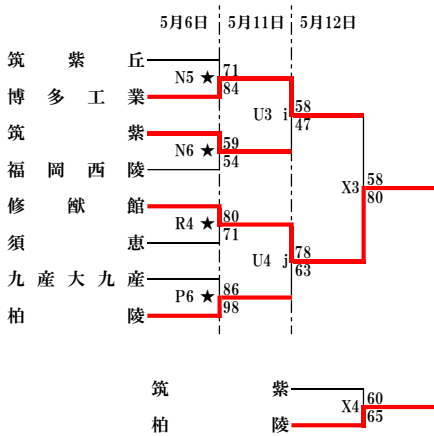 5月6日 5月11日 5月12日
筑紫丘
N5 ★ 71
84
博多工業
U3 i 58
47
筑紫
N6 ★ 59
54
福岡西陵
X3 58
80
修猷館
R4 ★ 80
71
須恵
U4 j 78
63
九産大九産
P6 ★ 86
98
柏陵
筑紫
X4 60
65
柏陵